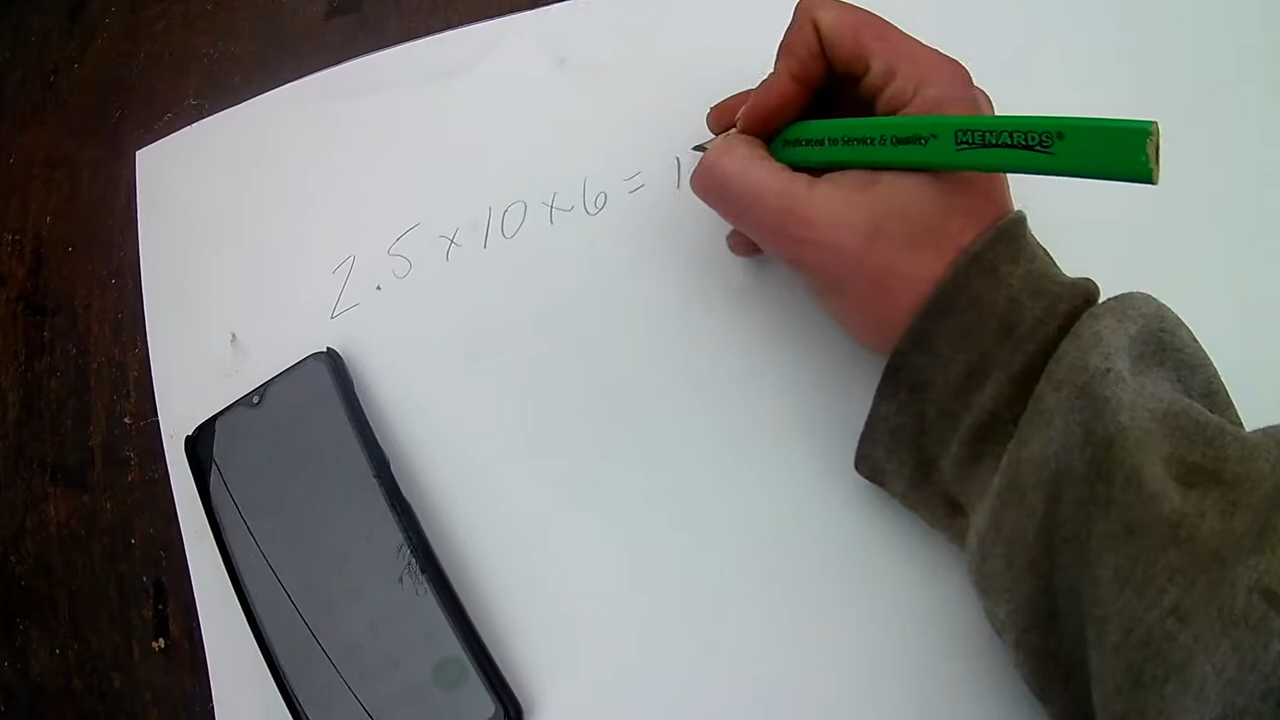 2.5 x 10 x 6 = 1
Dedicated to Service & Quality™ MENARDS®